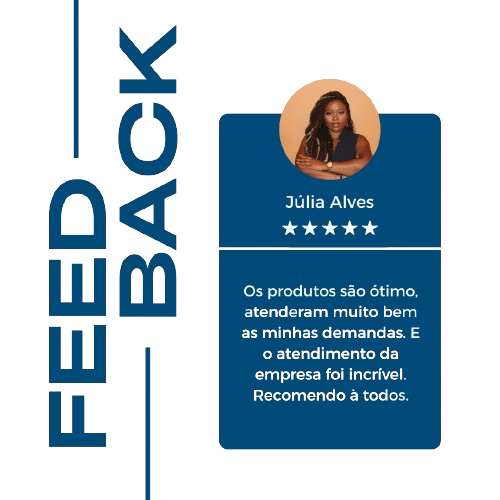 FEED
BACK
Júlia Alves
Os produtos são ótimo,
atenderam muito bem
as minhas demandas. E
o atendimento da
empresa foi incrível.
Recomendo à todos.